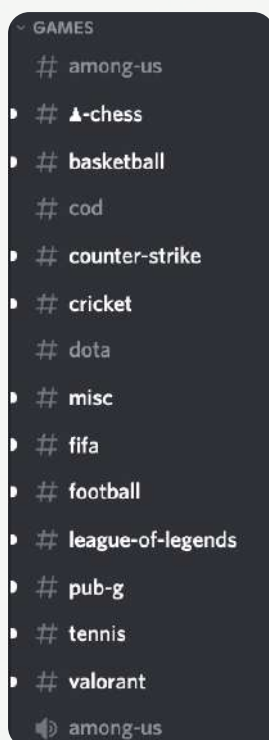 GAMES
# among-us
# ♟-chess
# basketball
# cod
# counter-strike
# cricket
# dota
# misc
# fifa
# football
# league-of-legends
# pub-g
# tennis
# valorant
among-us